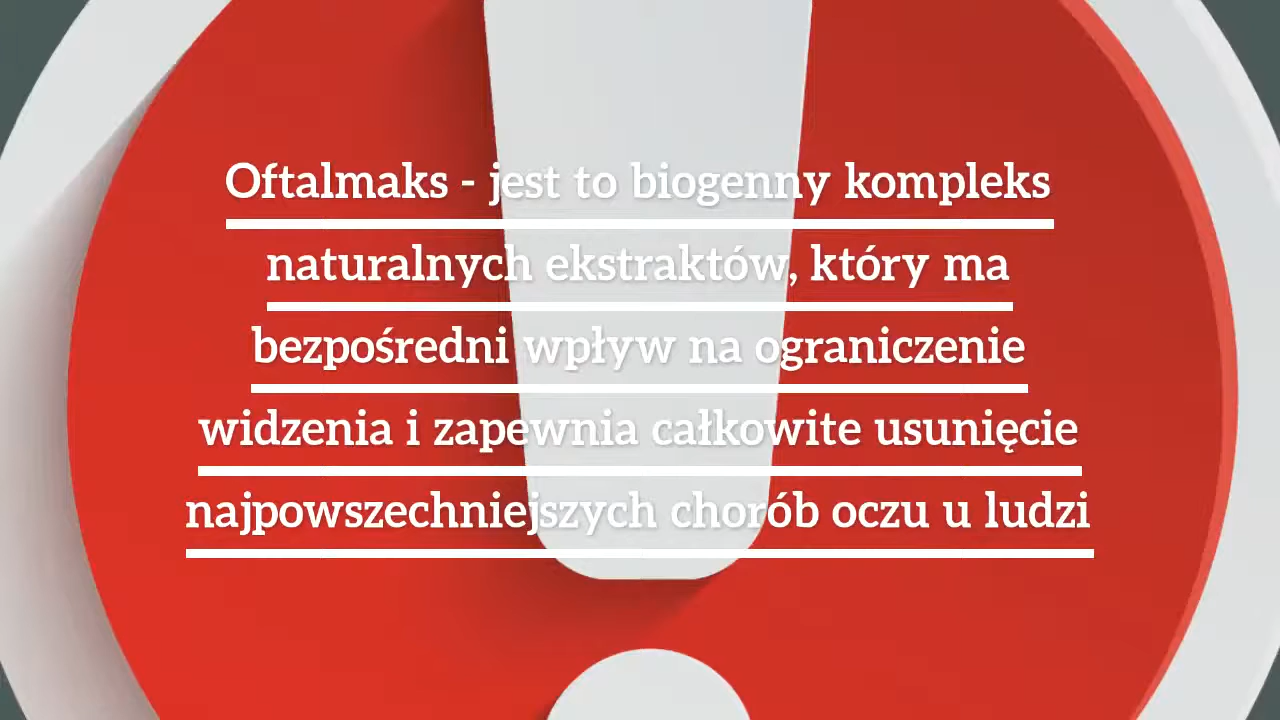 Oftalmaks - jest to biogenny kompleks
naturalnych ekstraktów, który ma
bezpośredni wpływ na ograniczenie
widzenia i zapewnia całkowite usunięcie
najpowszechniejszych chorób oczu u ludzi